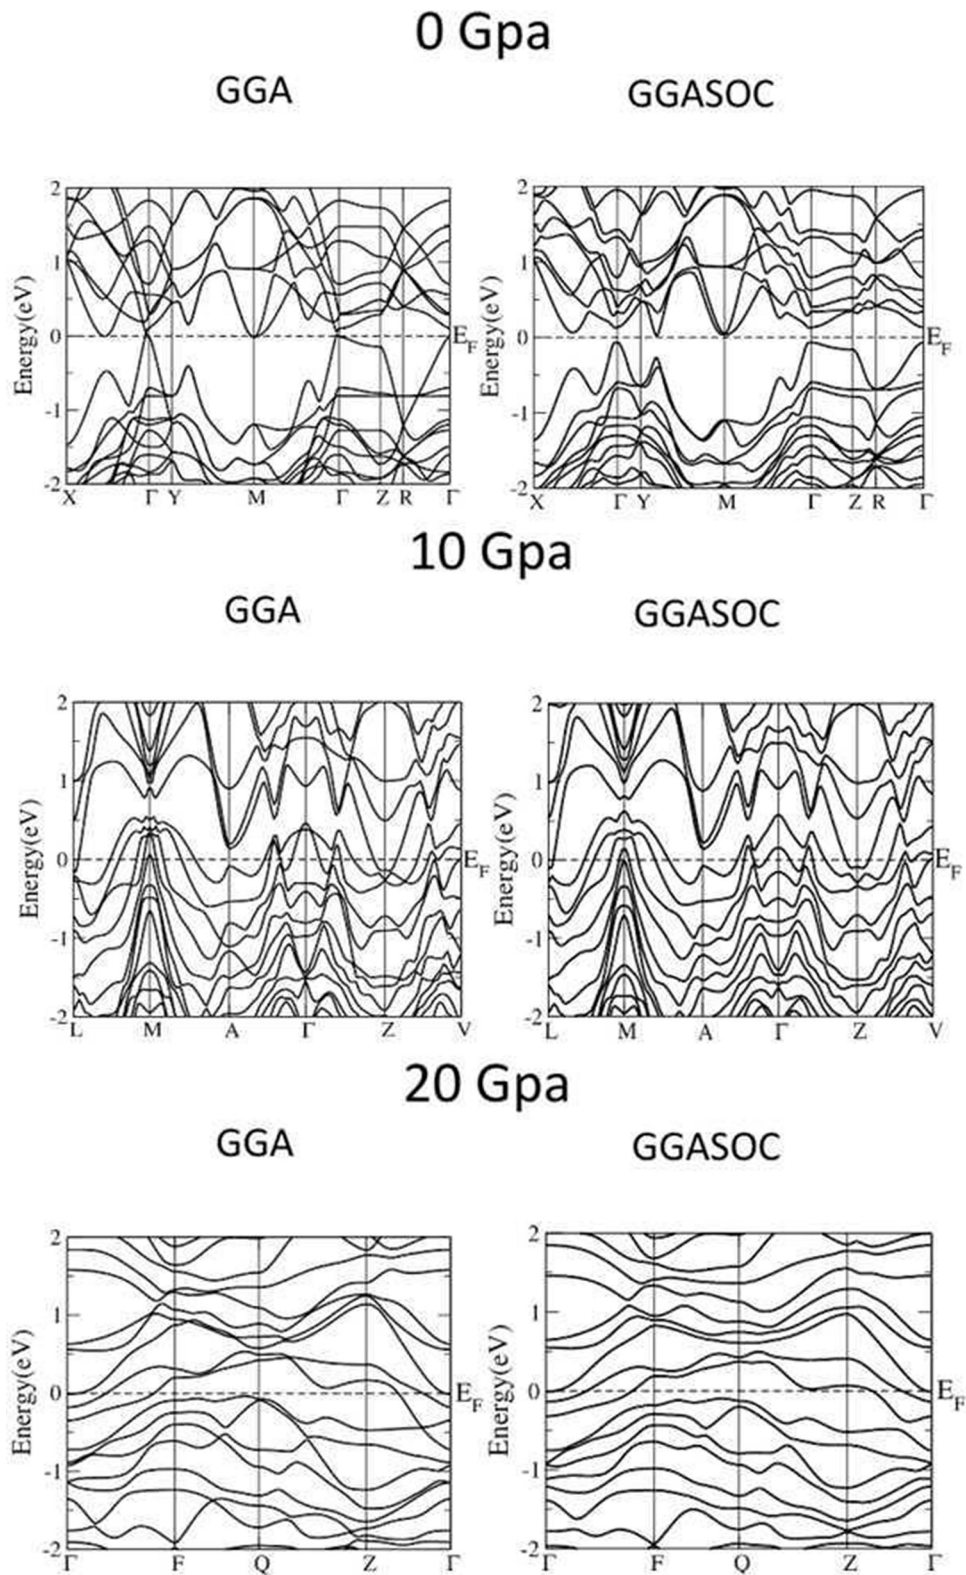 0 Gpa
GGA
GGASOC
2
1
0
-1
-2
Energy(eV)
E_F
X Γ Y M Γ Z R Γ
2
1
0
-1
-2
Energy(eV)
E_F
X Γ Y M Γ Z R Γ
10 Gpa
GGA
GGASOC
2
1
0
-1
-2
Energy(eV)
E_F
L M A Γ Z V
2
1
0
-1
-2
Energy(eV)
E_F
L M A Γ Z V
20 Gpa
GGA
GGASOC
2
1
0
-1
-2
Energy(eV)
E_F
Γ F Q Z Γ
2
1
0
-1
-2
Energy(eV)
E_F
Γ F Q Z Γ